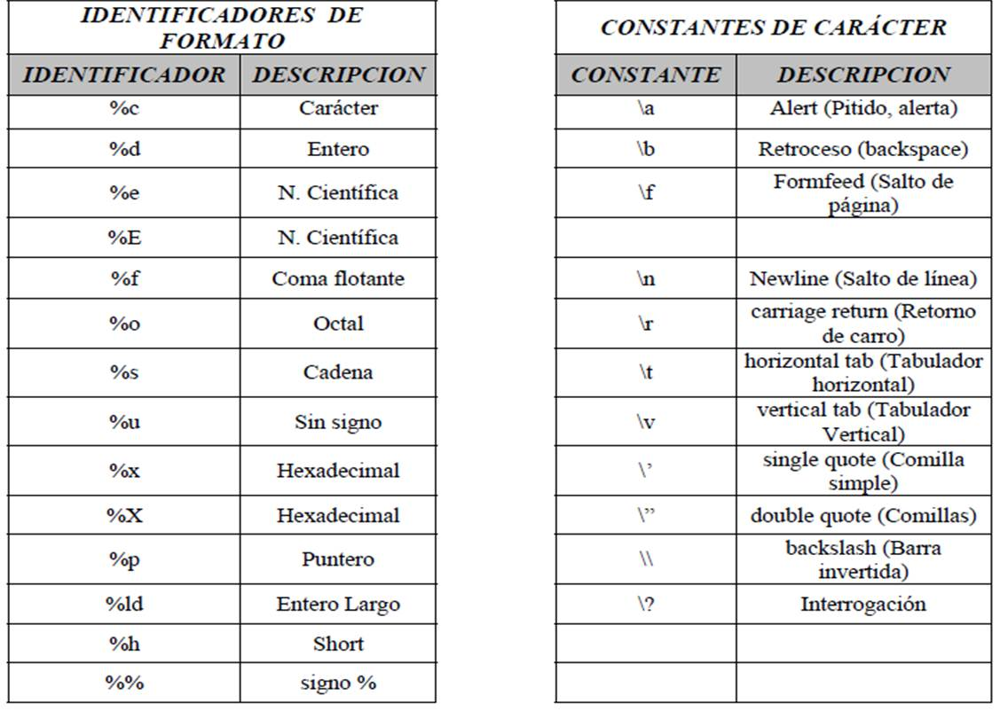 IDENTIFICADORES DE
FORMATO
IDENTIFICADOR DESCRIPCION
%c Carácter
%d Entero
%e N. Científica
%E N. Científica
%f Coma flotante
%o Octal
%s Cadena
%u Sin signo
%x Hexadecimal
%X Hexadecimal
%p Puntero
%ld Entero Largo
%h Short
%% signo %
CONSTANTES DE CARÁCTER
CONSTANTE DESCRIPCION
\a Alert (Pitido, alerta)
\b Retroceso (backspace)
\f Formfeed (Salto de
página)
\n Newline (Salto de línea)
\r carriage return (Retorno
de carro)
\t horizontal tab (Tabulador
horizontal)
\v vertical tab (Tabulador
Vertical)
\’ single quote (Comilla
simple)
\” double quote (Comillas)
\\ backslash (Barra
invertida)
\? Interrogación